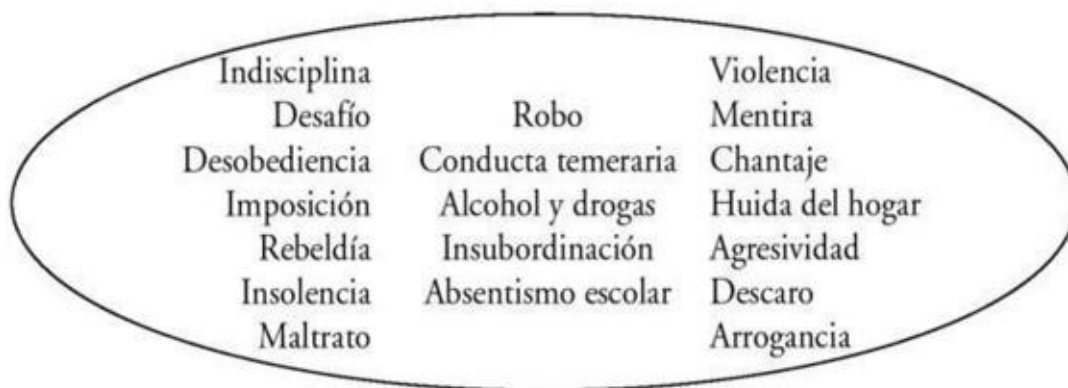 Indisciplina Violencia
Desafío Robo Mentira
Desobediencia Conducta temeraria Chantaje
Imposición Alcohol y drogas Huida del hogar
Rebeldía Insubordinación Agresividad
Insolencia Absentismo escolar Descaro
Maltrato Arrogancia